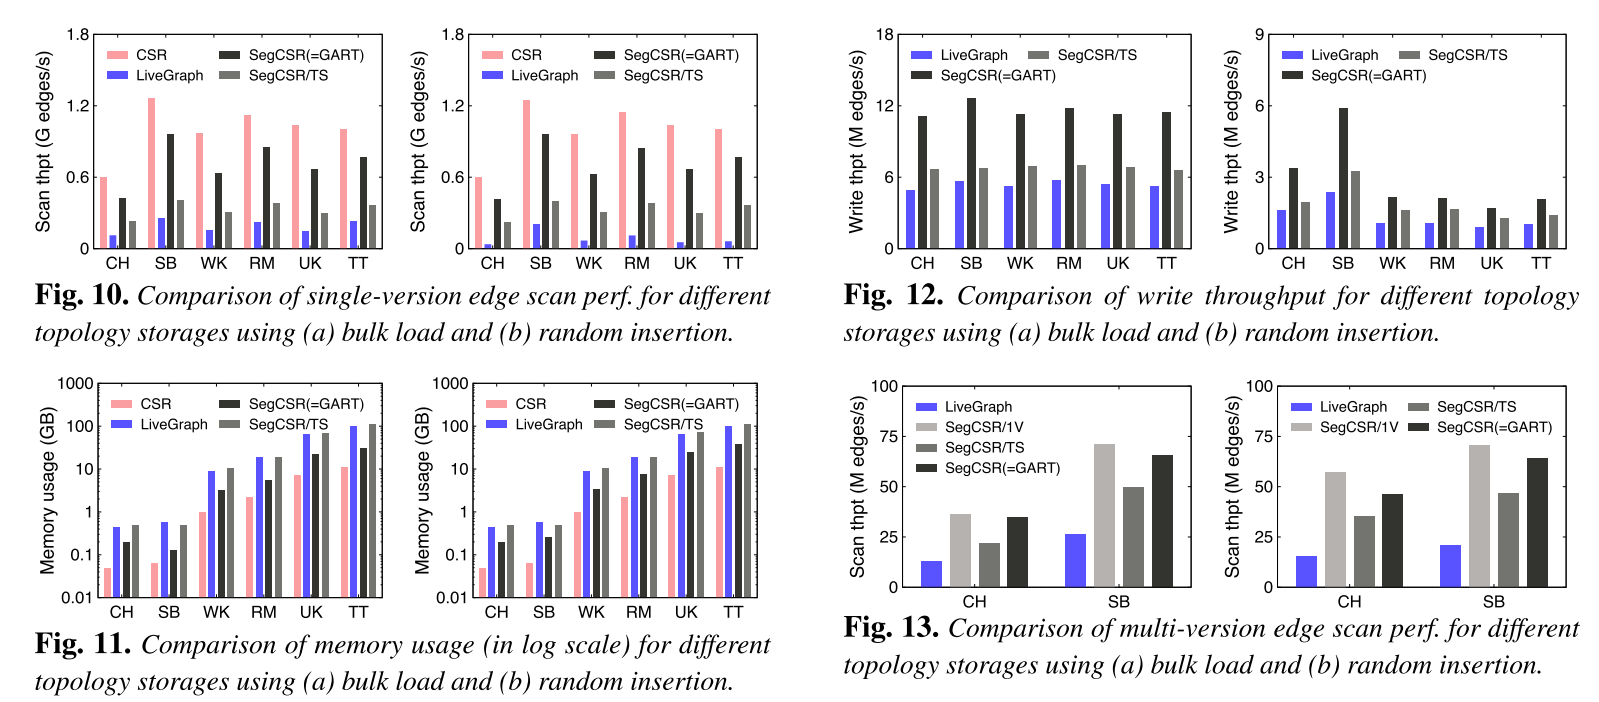 1.8
1.2
0.6
0
Scan thpt (G edges/s)
CSR
LiveGraph
SegCSR(=GART)
SegCSR/TS
CH SB WK RM UK TT
1.8
1.2
0.6
0
Scan thpt (G edges/s)
CSR
LiveGraph
SegCSR(=GART)
SegCSR/TS
CH SB WK RM UK TT
Fig. 10. Comparison of single-version edge scan perf. for different
topology storages using (a) bulk load and (b) random insertion.
1000
100
10
1
0.1
0.01
Memory usage (GB)
CSR
LiveGraph
SegCSR(=GART)
SegCSR/TS
CH SB WK RM UK TT
1000
100
10
1
0.1
0.01
Memory usage (GB)
CSR
LiveGraph
SegCSR(=GART)
SegCSR/TS
CH SB WK RM UK TT
Fig. 11. Comparison of memory usage (in log scale) for different
topology storages using (a) bulk load and (b) random insertion.
18
12
6
0
Write thpt (M edges/s)
LiveGraph
SegCSR/TS
SegCSR(=GART)
CH SB WK RM UK TT
9
6
3
0
Write thpt (M edges/s)
LiveGraph
SegCSR/TS
SegCSR(=GART)
CH SB WK RM UK TT
Fig. 12. Comparison of write throughput for different topology
storages using (a) bulk load and (b) random insertion.
100
75
50
25
0
Scan thpt (M edges/s)
LiveGraph
SegCSR/1V
SegCSR/TS
SegCSR(=GART)
CH SB
100
75
50
25
0
Scan thpt (M edges/s)
LiveGraph
SegCSR/1V
SegCSR/TS
SegCSR(=GART)
CH SB
Fig. 13. Comparison of multi-version edge scan perf. for different
topology storages using (a) bulk load and (b) random insertion.